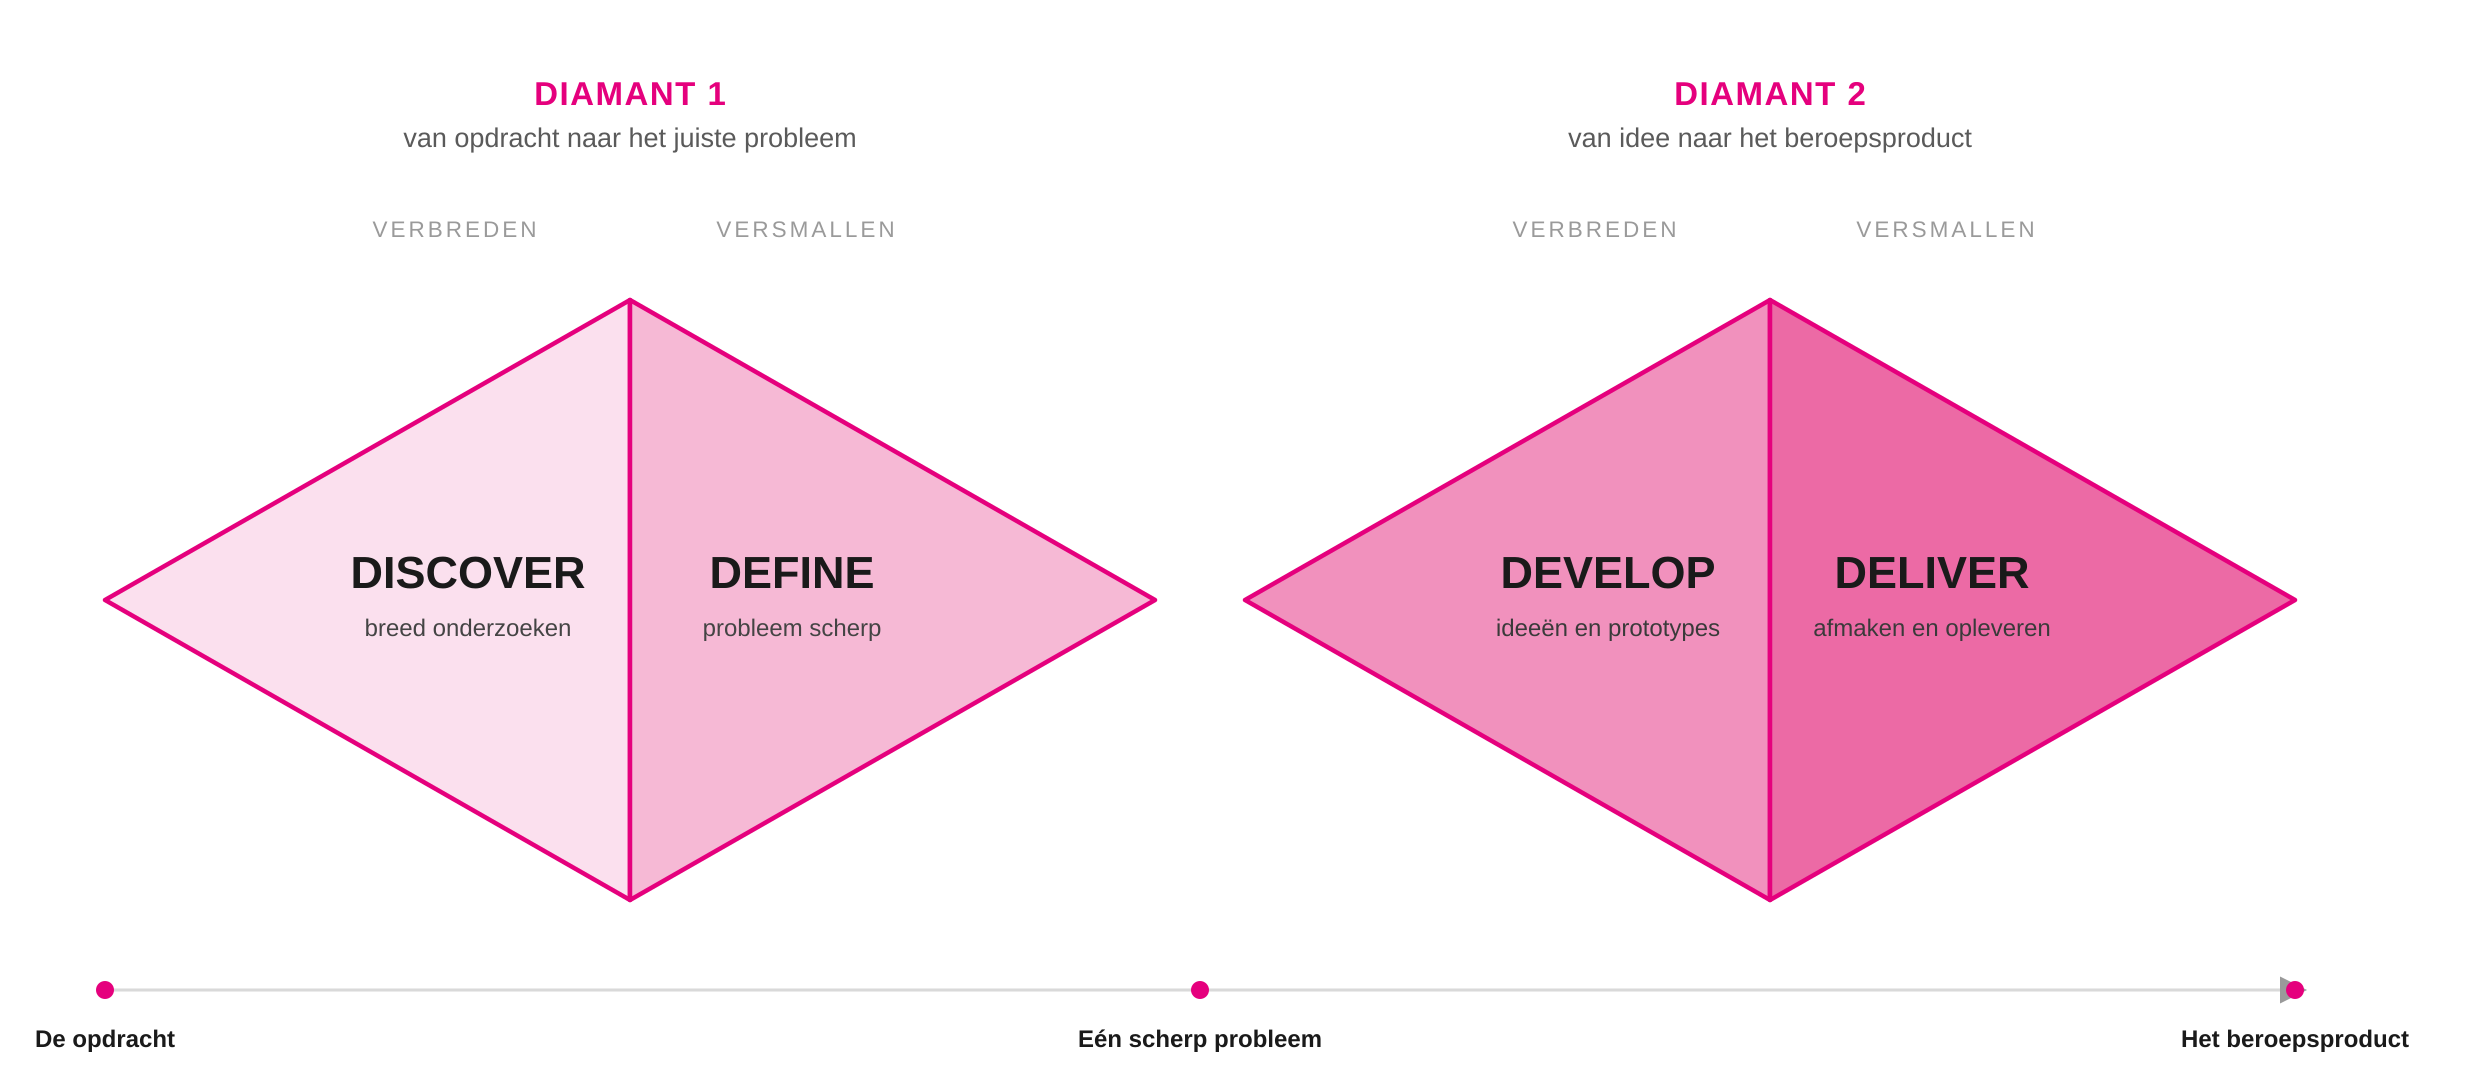 DIAMANT 1
van opdracht naar het juiste probleem
VERBREDEN
VERSMALLEN
DISCOVER
breed onderzoeken
DEFINE
probleem scherp
DIAMANT 2
van idee naar het beroepsproduct
VERBREDEN
VERSMALLEN
DEVELOP
ideeën en prototypes
DELIVER
afmaken en opleveren
De opdracht
Eén scherp probleem
Het beroepsproduct